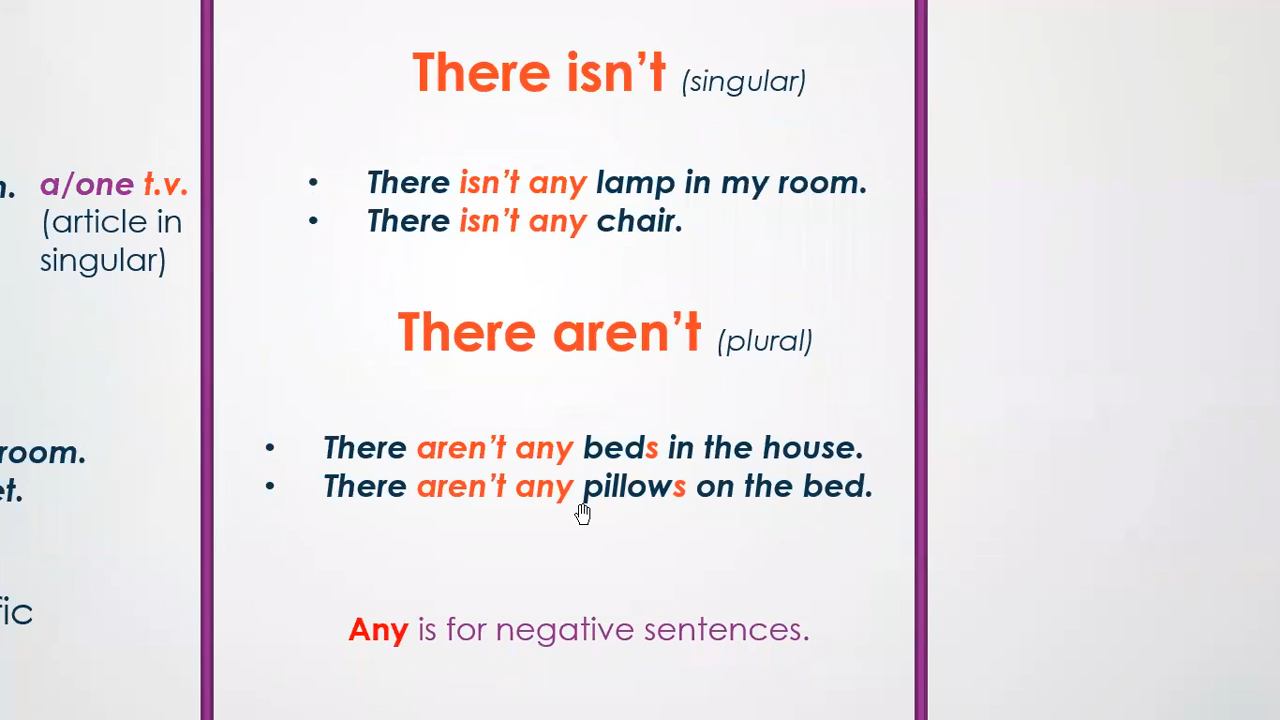 There isn't (singular)
• There isn't any lamp in my room.
• There isn't any chair.
There aren't (plural)
• There aren't any beds in the house.
• There aren't any pillows on the bed.
Any is for negative sentences.
a/one t.v.
(article in
singular)
room.